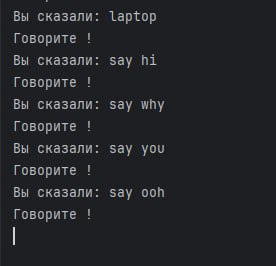 Вы сказали: laptop
Говорите !
Вы сказали: say hi
Говорите !
Вы сказали: say why
Говорите !
Вы сказали: say you
Говорите !
Вы сказали: say ooh
Говорите !